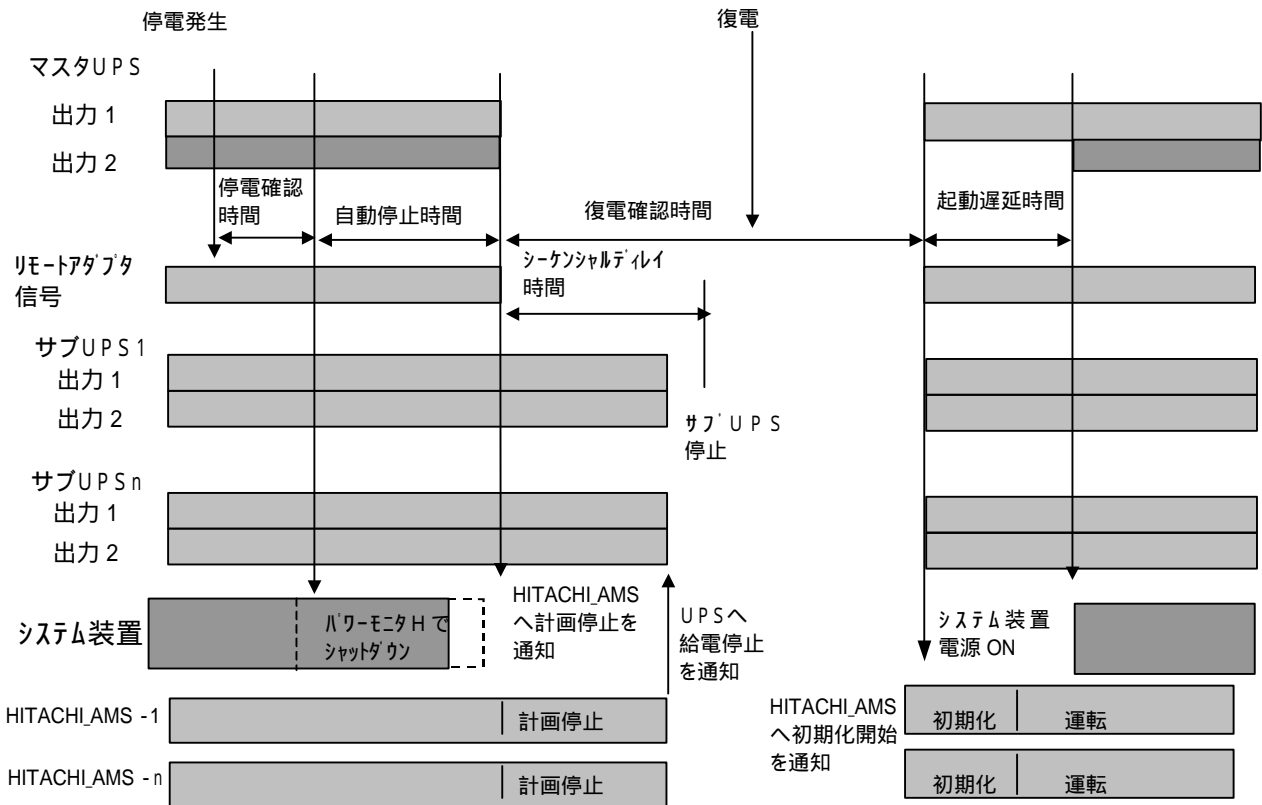 停電発生
復電
マスタUPS
出力 1
出力 2
停電確認
時間
自動停止時間
復電確認時間
起動遅延時間
ﾘﾓｰﾄｱﾀﾞﾌﾟﾀ
信号
ｼｰｹﾝｼｬﾙﾃﾞｨﾚｲ
時間
サブUPS1
出力 1
出力 2
ｻﾌﾞUPS
停止
サブUPSn
出力 1
出力 2
システム装置
ﾊﾟﾜｰﾓﾆﾀ H で
ｼｬｯﾄﾀﾞｳﾝ
HITACHI_AMS
へ計画停止を
通知
UPSへ
給電停止
を通知
ｼｽﾃﾑ装置
電源 ON
HITACHI_AMS -1
計画停止
HITACHI_AMS
へ初期化開始
を通知
初期化
運転
HITACHI_AMS -n
計画停止
初期化
運転